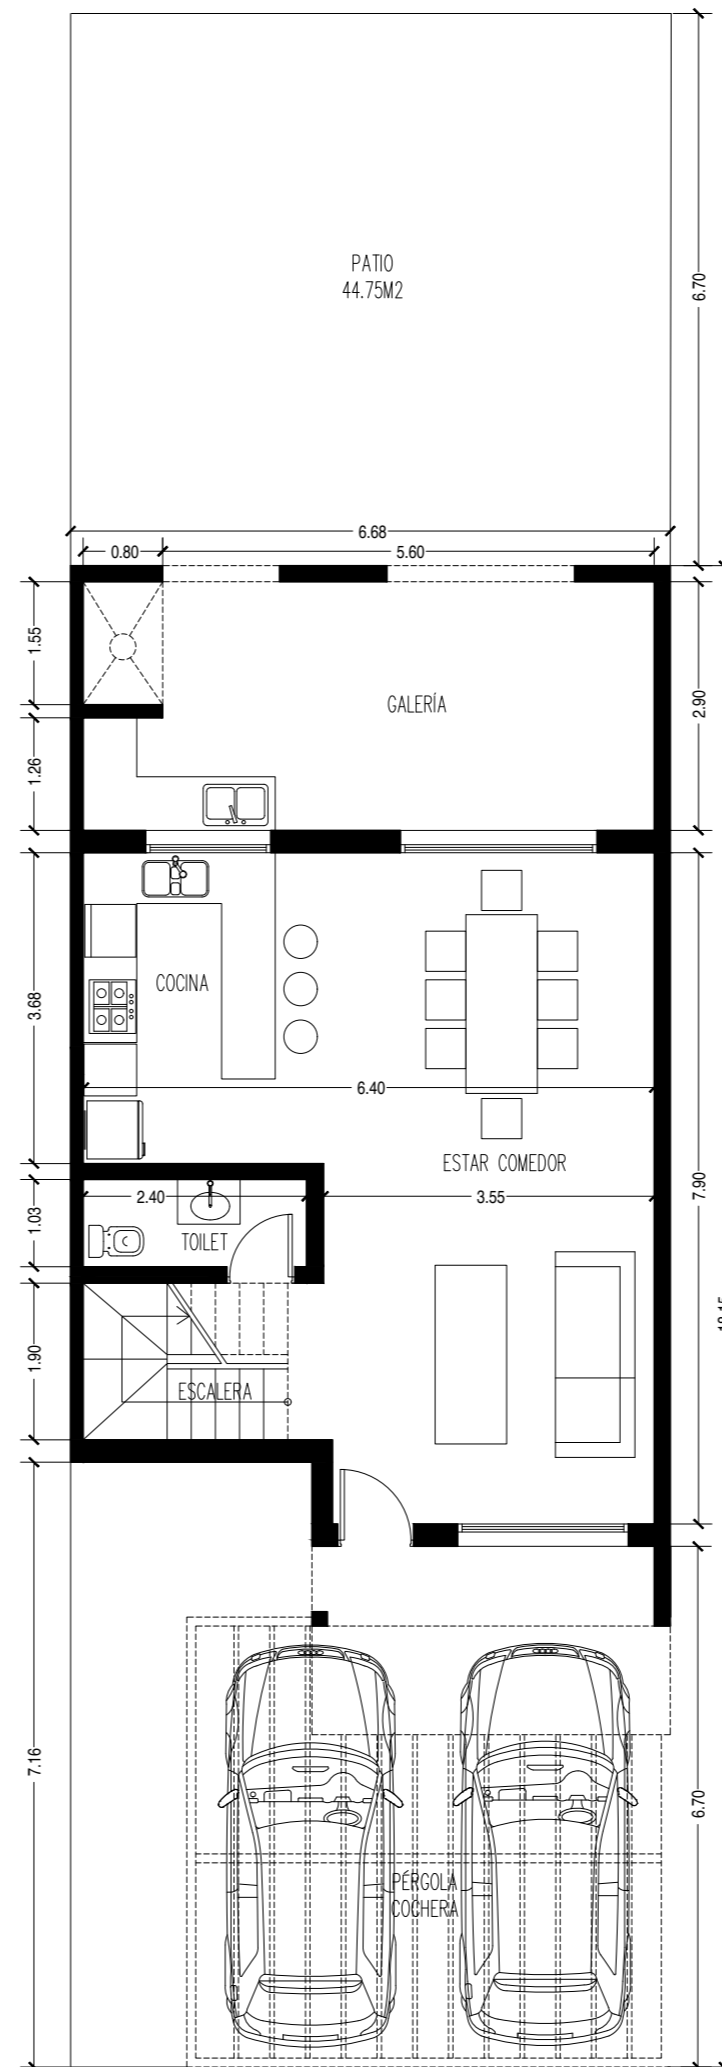 PATIO
44.75M2
6.70
6.68
0.80
5.60
1.55
GALERÍA
2.90
1.26
COCINA
3.68
6.40
ESTAR COMEDOR
7.90
2.40
3.55
1.03
TOILET
1.90
ESCALERA
7.16
6.70
PÉRGOLA
COCHERA